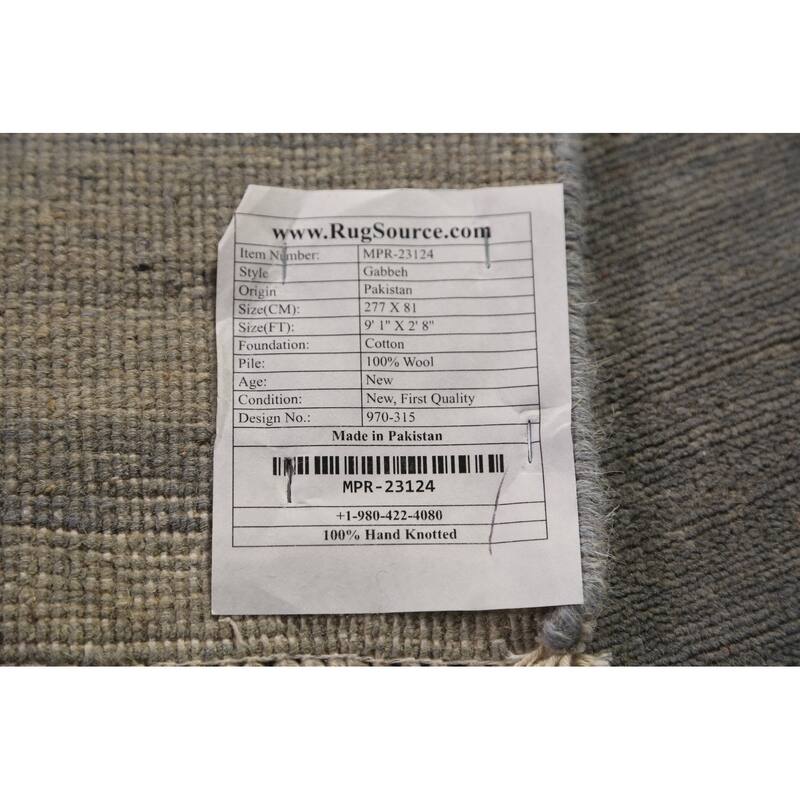 www.RugSource.com
Item Number: MPR-23124
Style Gabbeh
Origin Pakistan
Size(CM): 277 X 81
Size(FT): 9' 1" X 2' 8"
Foundation: Cotton
Pile: 100% Wool
Age: New
Condition: New, First Quality
Design No.: 970-315
Made in Pakistan
MPR-23124
+1-980-422-4080
100% Hand Knotted